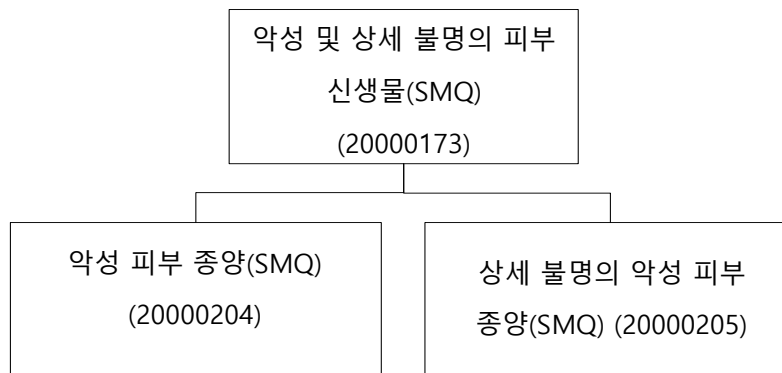 악성 및 상세 불명의 피부
신생물(SMQ)
(20000173)
악성 피부 종양(SMQ)
(20000204)
상세 불명의 악성 피부
종양(SMQ) (20000205)